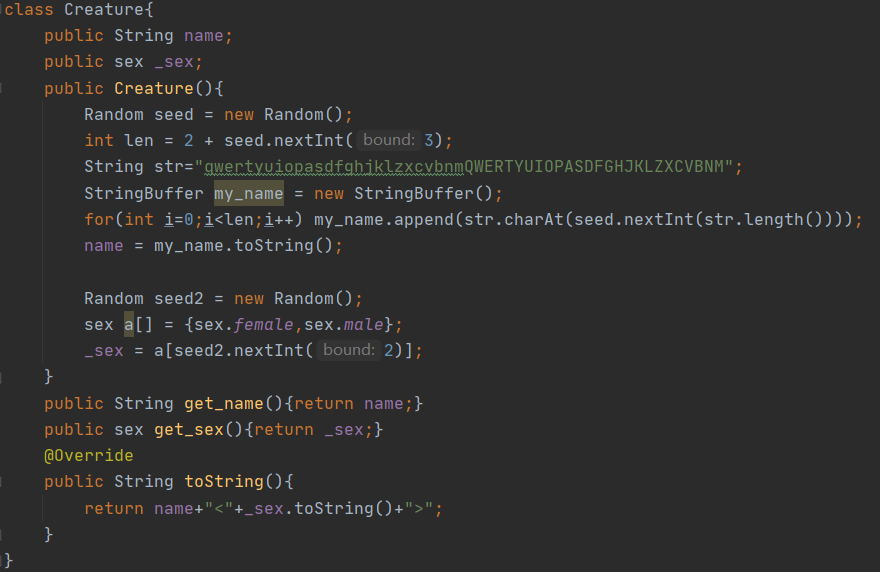 class Creature{
public String name;
public sex _sex;
public Creature(){
Random seed = new Random();
int len = 2 + seed.nextInt( bound: 3);
String str="qwertyuiopasdfghjklzxcvbnmQWERTYUIOPASDFGHJKLZXCVBNM";
StringBuffer my_name = new StringBuffer();
for(int i=0;i<len;i++) my_name.append(str.charAt(seed.nextInt(str.length())));
name = my_name.toString();
Random seed2 = new Random();
sex a[] = {sex.female,sex.male};
_sex = a[seed2.nextInt( bound: 2)];
}
public String get_name(){return name;}
public sex get_sex(){return _sex;}
@Override
public String toString(){
return name+"<"+_sex.toString()+">";
}
}